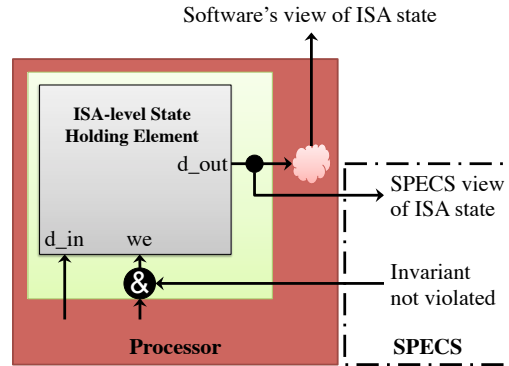 Software's view of ISA state
ISA-level State
Holding Element
d_out
SPECS view
of ISA state
d_in
we
&
Invariant
not violated
Processor
SPECS